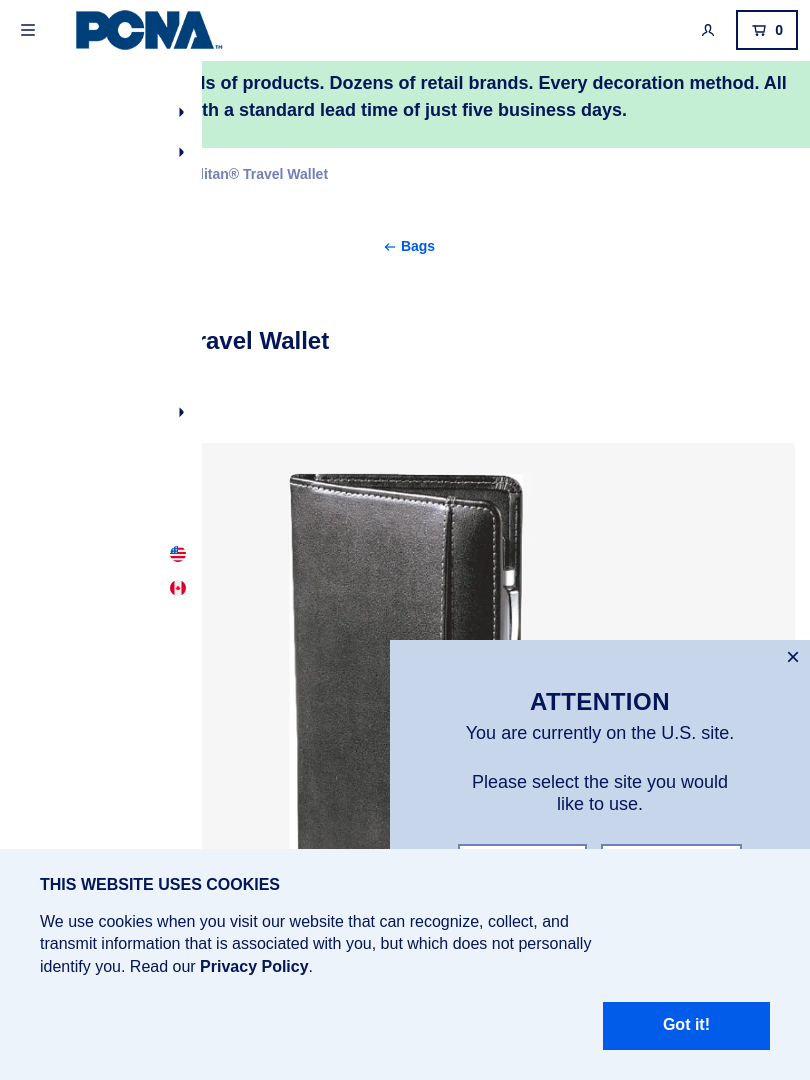 PCNA™
0
ls of products. Dozens of retail brands. Every decoration method. All
th a standard lead time of just five business days.
litan® Travel Wallet
← Bags
ravel Wallet
×
ATTENTION
You are currently on the U.S. site.
Please select the site you would
like to use.
THIS WEBSITE USES COOKIES
We use cookies when you visit our website that can recognize, collect, and
transmit information that is associated with you, but which does not personally
identify you. Read our Privacy Policy.
Got it!